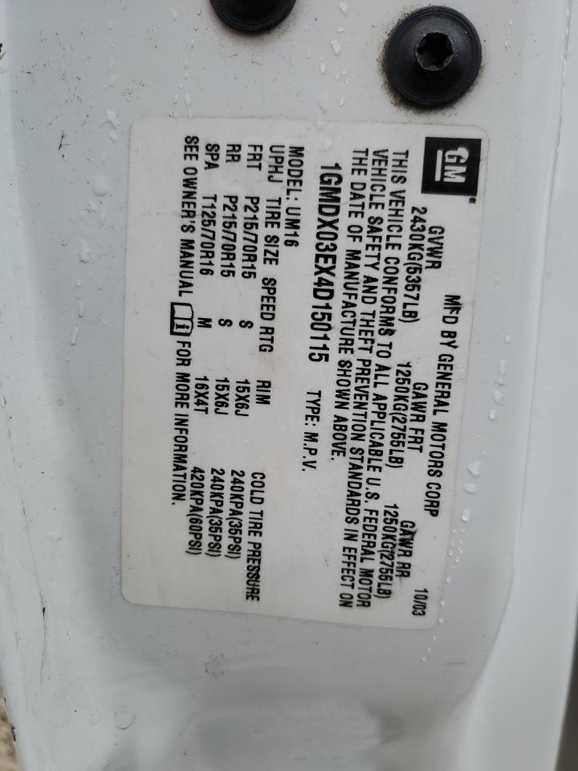 GM
MFD BY GENERAL MOTORS CORP 10/03
GVWR GAWR FRT GAWR RR
2430KG(5357LB) 1250KG(2755LB) 1250KG(2755LB)
THIS VEHICLE CONFORMS TO ALL APPLICABLE U.S. FEDERAL MOTOR
VEHICLE SAFETY AND THEFT PREVENTION STANDARDS IN EFFECT ON
THE DATE OF MANUFACTURE SHOWN ABOVE.
1GMDX03EX4D150115 TYPE: M.P.V.
MODEL: UM16
UPHJ TIRE SIZE SPEED RTG RIM COLD TIRE PRESSURE
FRT P215/70R15 S 15X6J 240KPA(35PSI)
RR P215/70R15 S 15X6J 240KPA(35PSI)
SPA T125/70R16 M 16X4T 420KPA(60PSI)
SEE OWNER'S MANUAL FOR MORE INFORMATION.